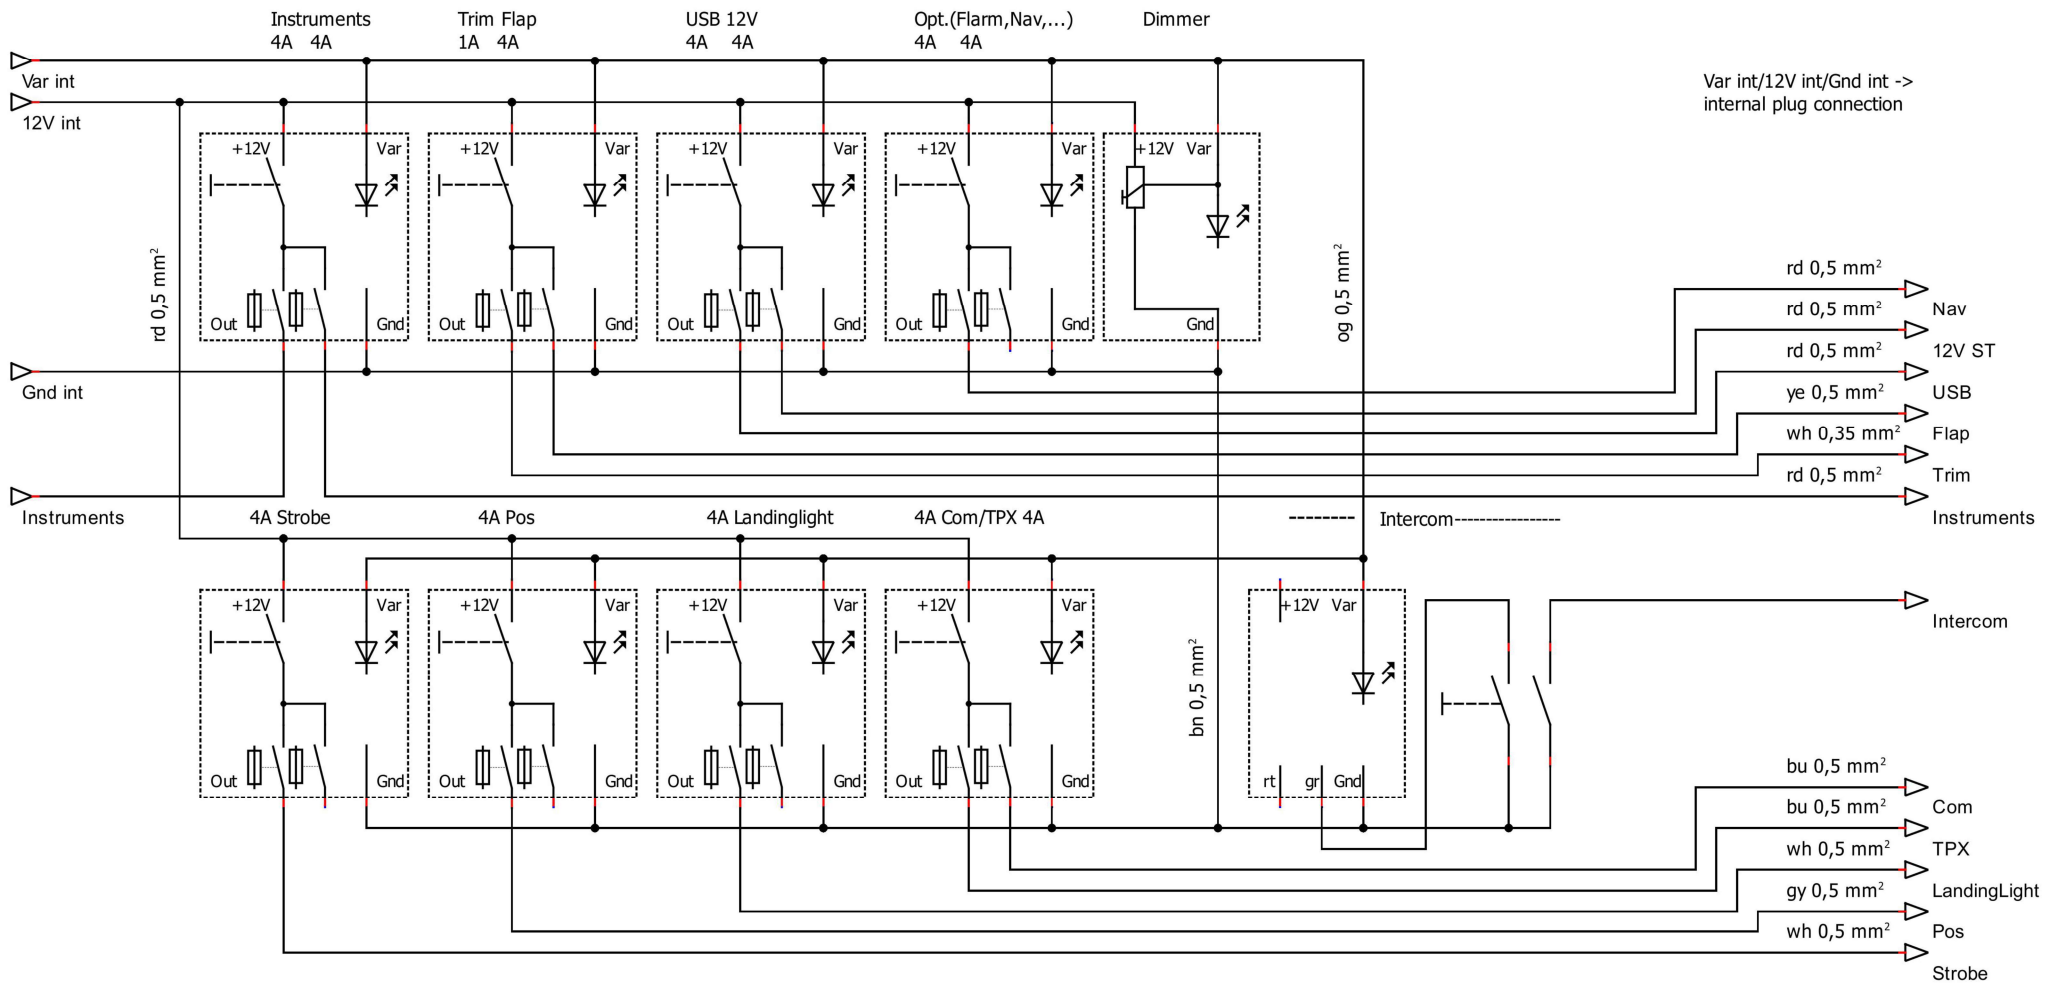 Instruments Trim Flap USB 12V Opt.(Flarm,Nav,...) Dimmer
4A 4A 1A 4A 4A 4A 4A 4A
Var int
Var int/12V int/Gnd int ->
internal plug connection
12V int
+12V Var +12V Var +12V Var +12V Var +12V Var
rd 0,5 mm²
og 0,5 mm²
rd 0,5 mm²
Nav
rd 0,5 mm²
12V ST
Out Gnd Out Gnd Out Gnd Out Gnd Gnd
rd 0,5 mm²
USB
Gnd int
ye 0,5 mm²
Flap
wh 0,35 mm²
Trim
rd 0,5 mm²
Instruments
Instruments
4A Strobe 4A Pos 4A Landinglight 4A Com/TPX 4A -------- Intercom-----------------
+12V Var +12V Var +12V Var +12V Var +12V Var
Intercom
bn 0,5 mm²
Out Gnd Out Gnd Out Gnd Out Gnd rt gr Gnd
bu 0,5 mm²
Com
bu 0,5 mm²
TPX
wh 0,5 mm²
LandingLight
gy 0,5 mm²
Pos
wh 0,5 mm²
Strobe